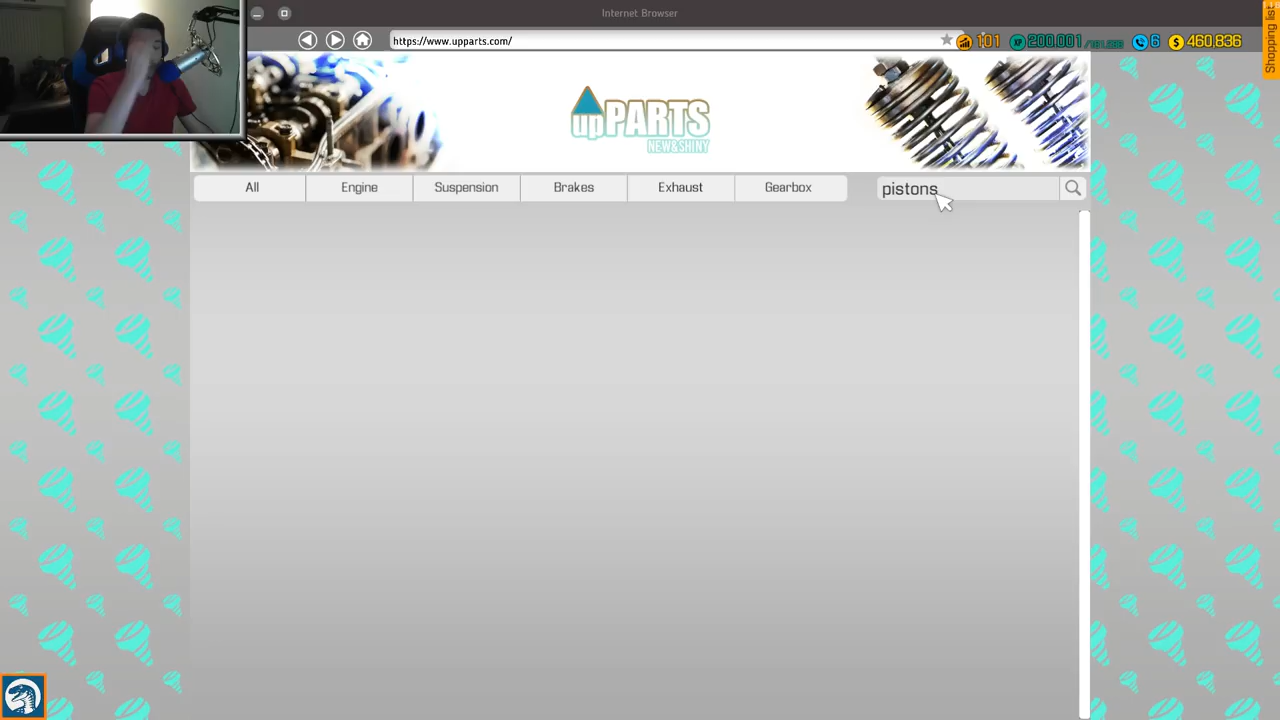 Internet Browser
https://www.upparts.com/
101
200.001
6
$ 460,836
Shopping list
upPARTS
NEW&SHINY
All
Engine
Suspension
Brakes
Exhaust
Gearbox
pistons